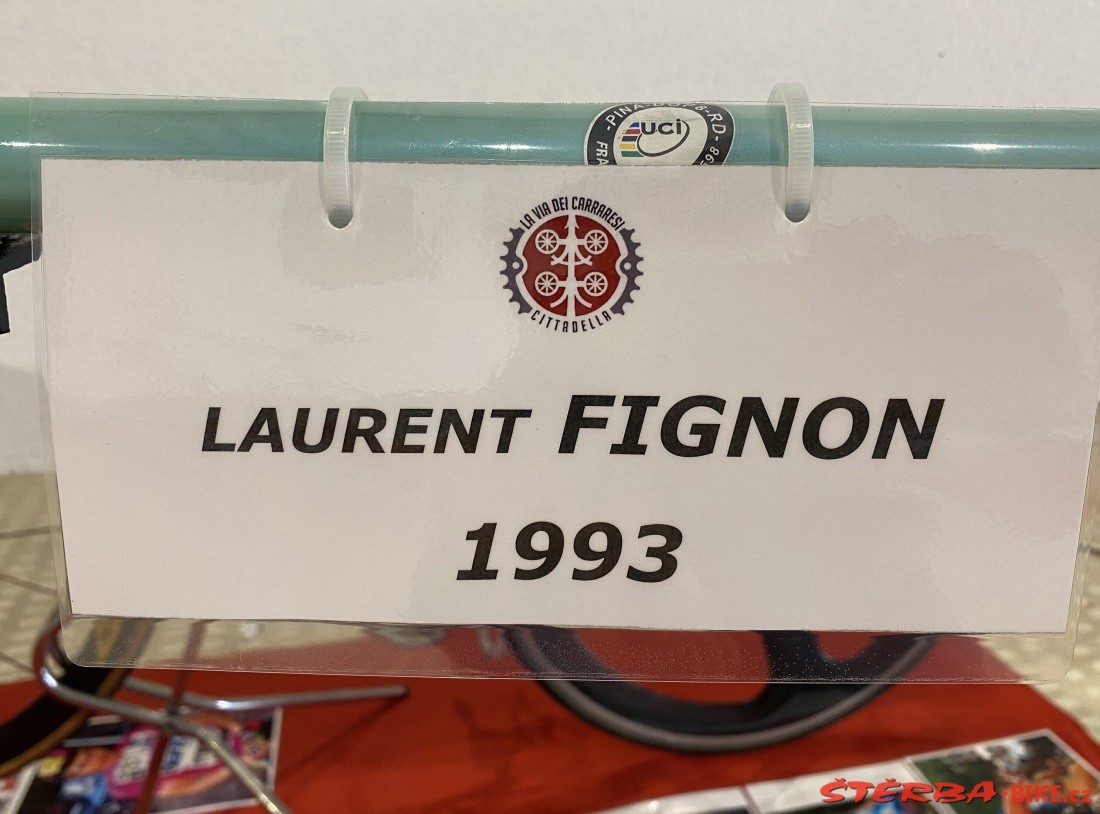 UCI
LA VIA DEI CARRARESI
CITTADELLA
LAURENT FIGNON
1993
ŠTĚRBA-BIKE.cz